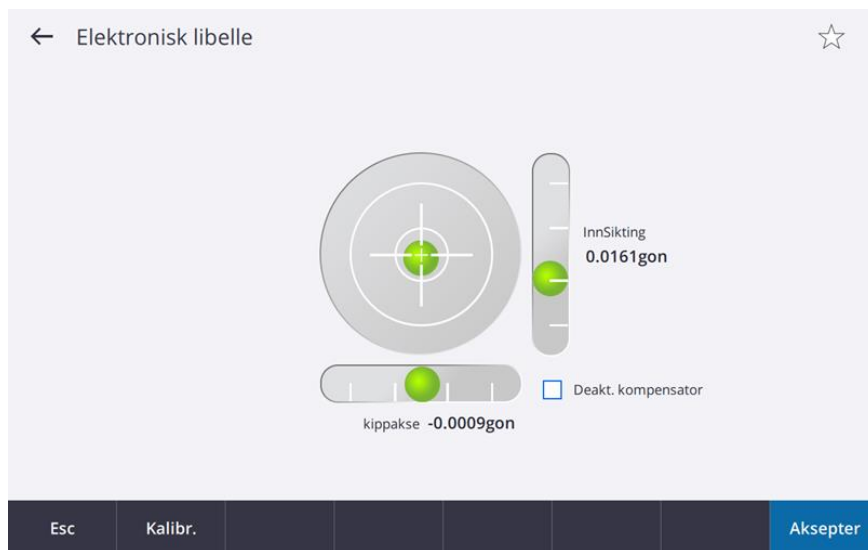 Elektronisk libelle
InnSikting
0.0161gon
Deakt. kompensator
kippakse -0.0009gon
Esc Kalibr. Aksepter